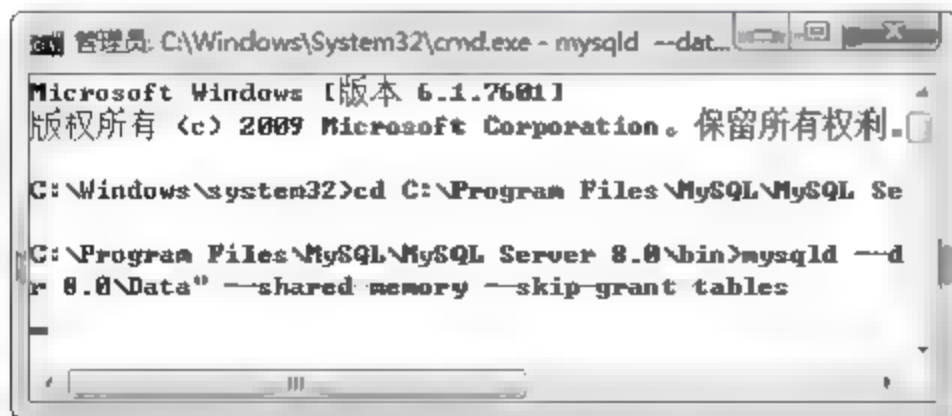 管理员: C:\Windows\System32\cmd.exe - mysqld --dat...
Microsoft Windows [版本 6.1.7601]
版权所有 (c) 2009 Microsoft Corporation。保留所有权利。
C:\Windows\system32>cd C:\Program Files\MySQL\MySQL Se
C:\Program Files\MySQL\MySQL Server 8.0\bin>mysqld --d
r 8.0\Data" --shared-memory --skip-grant-tables